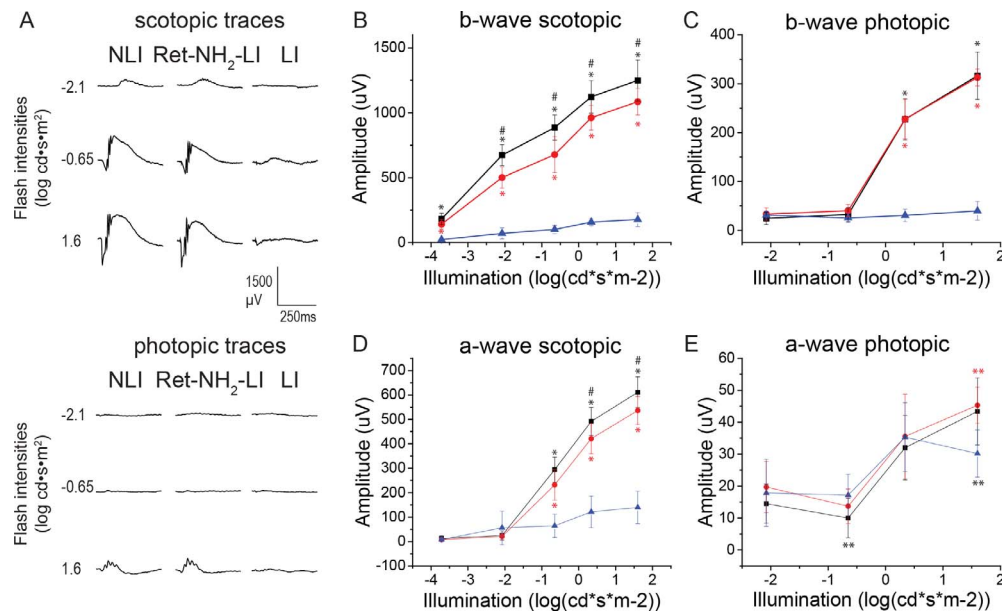 A
scotopic traces
NLI Ret-NH2-LI LI
Flash intensities
(log cd•s•m²)
-2.1
-0.65
1.6
1500
µV
250ms
photopic traces
NLI Ret-NH2-LI LI
Flash intensities
(log cd•s•m²)
-2.1
-0.65
1.6
B
b-wave scotopic
Amplitude (uV)
1500
1000
500
0
# * * # * * # * * # * * * *
-4 -3 -2 -1 0 1 2
Illumination (log(cd*s*m-2))
C
b-wave photopic
Amplitude (uV)
400
300
200
100
0
* * * *
-2 -1 0 1 2
Illumination (log(cd*s*m-2))
D
a-wave scotopic
Amplitude (uV)
700
600
500
400
300
200
100
0
-100
# * * # * * * *
-4 -3 -2 -1 0 1 2
Illumination (log(cd*s*m-2))
E
a-wave photopic
Amplitude (uV)
60
50
40
30
20
10
0
** ** **
-2 -1 0 1 2
Illumination (log(cd*s*m-2))